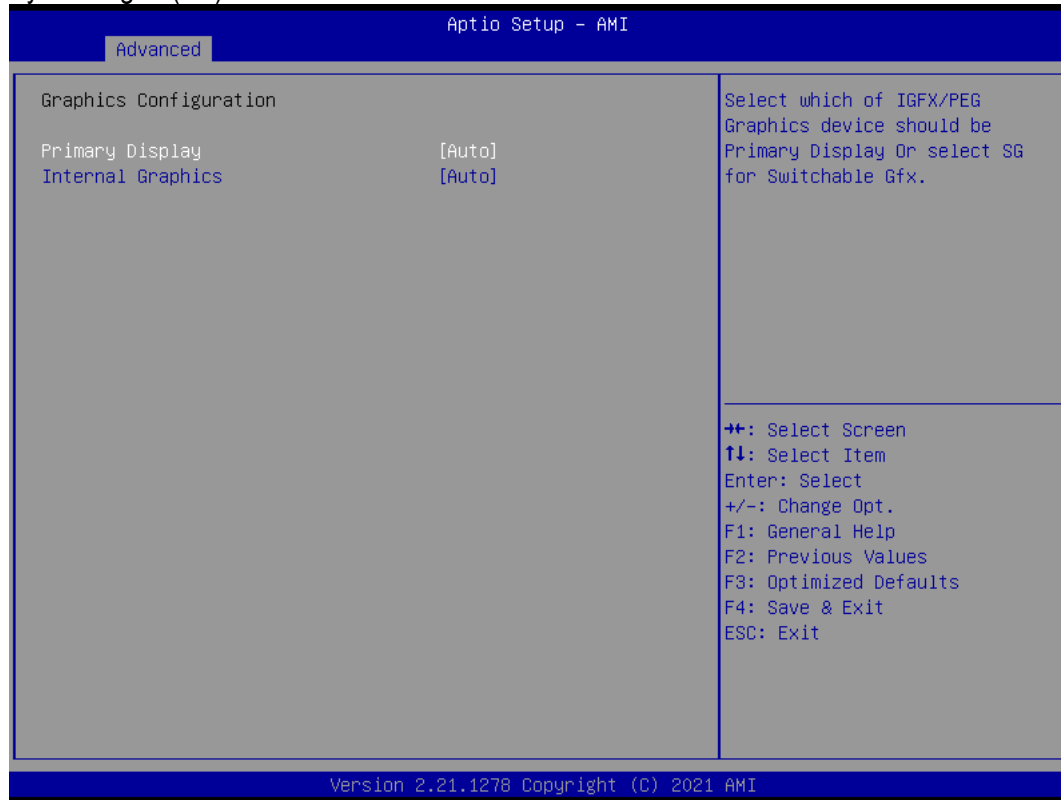 Aptio Setup – AMI
Advanced
Graphics Configuration
Primary Display [Auto]
Internal Graphics [Auto]
Select which of IGFX/PEG
Graphics device should be
Primary Display Or select SG
for Switchable Gfx.
→←: Select Screen
↑↓: Select Item
Enter: Select
+/-: Change Opt.
F1: General Help
F2: Previous Values
F3: Optimized Defaults
F4: Save & Exit
ESC: Exit
Version 2.21.1278 Copyright (C) 2021 AMI